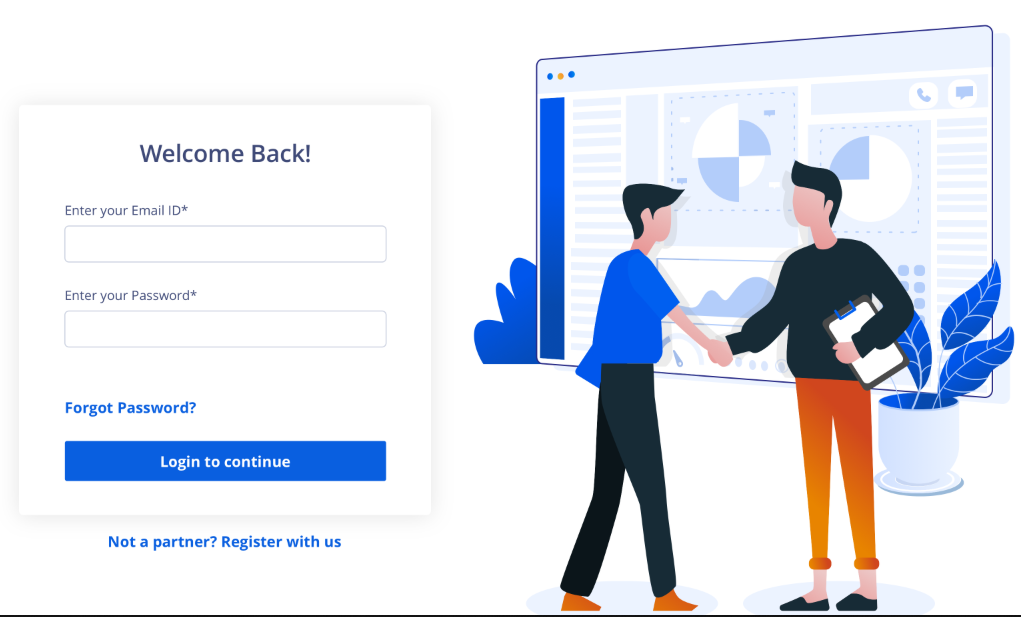 Welcome Back!
Enter your Email ID*
Enter your Password*
Forgot Password?
Login to continue
Not a partner? Register with us